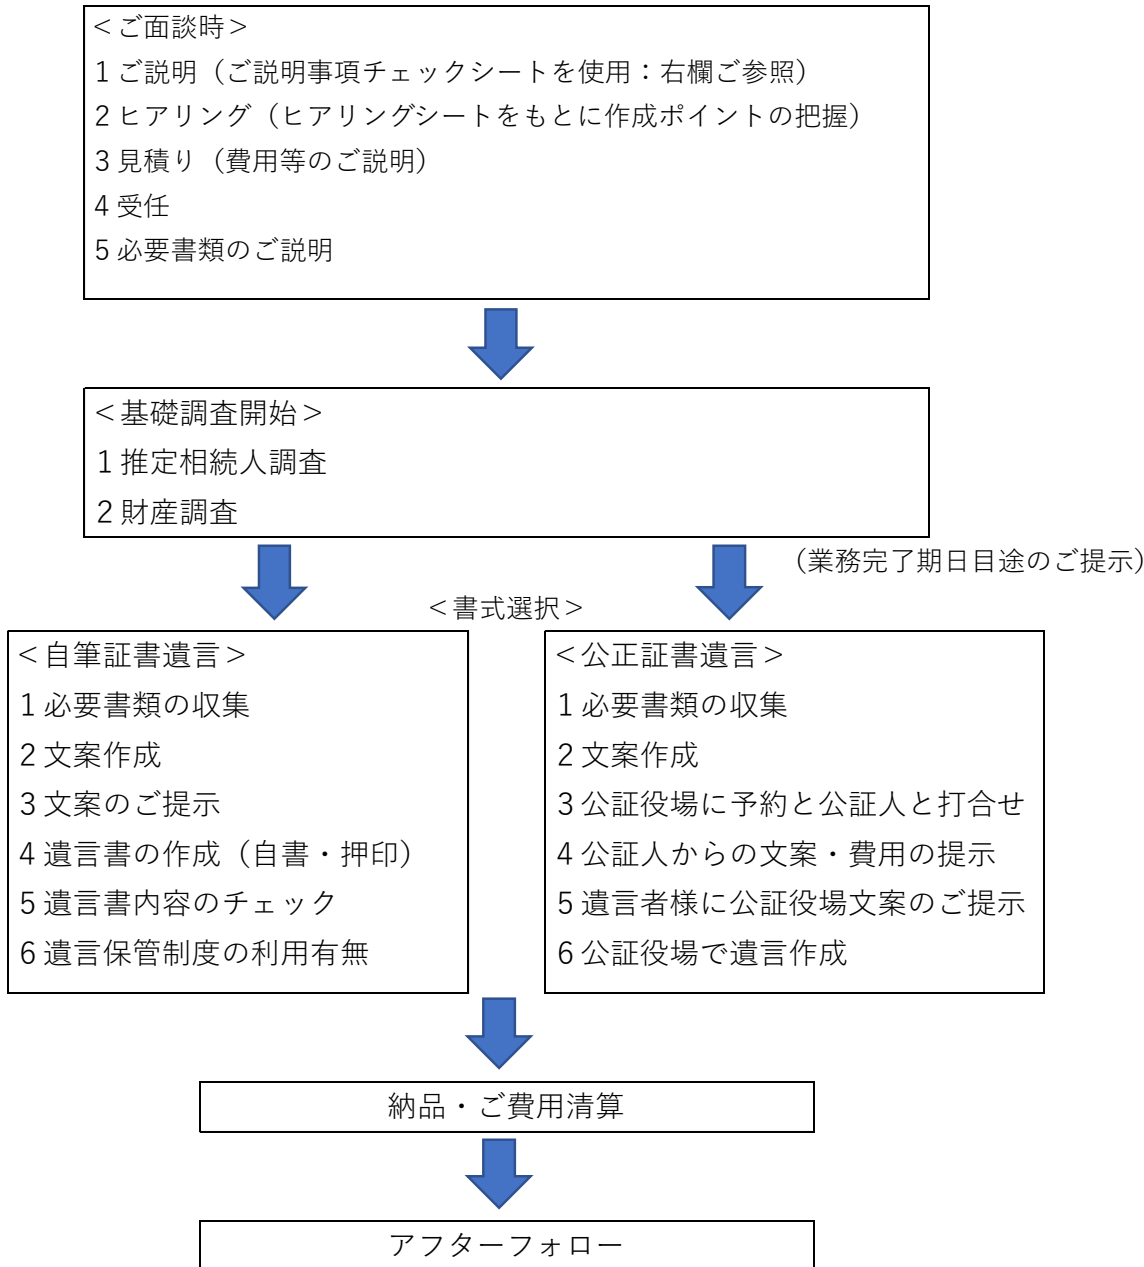 ＜ご面談時＞
1 ご説明（ご説明事項チェックシートを使用：右欄ご参照）
2 ヒアリング（ヒアリングシートをもとに作成ポイントの把握）
3 見積り（費用等のご説明）
4 受任
5 必要書類のご説明
＜基礎調査開始＞
1 推定相続人調査
2 財産調査
（業務完了期日目途のご提示）
＜書式選択＞
＜自筆証書遺言＞
1 必要書類の収集
2 文案作成
3 文案のご提示
4 遺言書の作成（自書・押印）
5 遺言書内容のチェック
6 遺言保管制度の利用有無
＜公正証書遺言＞
1 必要書類の収集
2 文案作成
3 公証役場に予約と公証人と打合せ
4 公証人からの文案・費用の提示
5 遺言者様に公証役場文案のご提示
6 公証役場で遺言作成
納品・ご費用清算
アフターフォロー